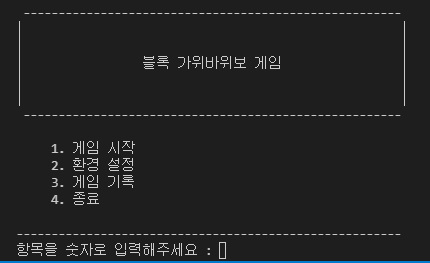 블록 가위바위보 게임
1. 게임 시작
2. 환경 설정
3. 게임 기록
4. 종료
항목을 숫자로 입력해주세요 :